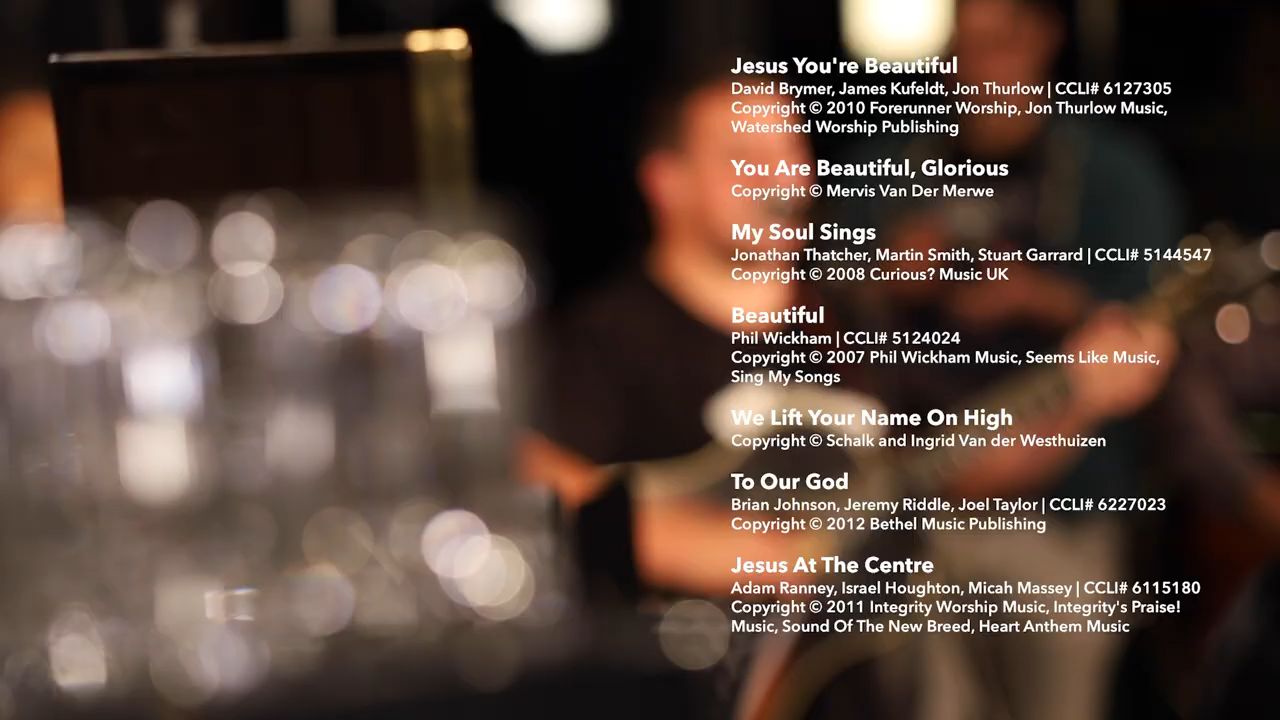 Jesus You're Beautiful
David Brymer, James Kufeldt, Jon Thurlow | CCLI# 6127305
Copyright © 2010 Forerunner Worship, Jon Thurlow Music,
Watershed Worship Publishing
You Are Beautiful, Glorious
Copyright © Mervis Van Der Merwe
My Soul Sings
Jonathan Thatcher, Martin Smith, Stuart Garrard | CCLI# 5144547
Copyright © 2008 Curious? Music UK
Beautiful
Phil Wickham | CCLI# 5124024
Copyright © 2007 Phil Wickham Music, Seems Like Music,
Sing My Songs
We Lift Your Name On High
Copyright © Schalk and Ingrid Van der Westhuizen
To Our God
Brian Johnson, Jeremy Riddle, Joel Taylor | CCLI# 6227023
Copyright © 2012 Bethel Music Publishing
Jesus At The Centre
Adam Ranney, Israel Houghton, Micah Massey | CCLI# 6115180
Copyright © 2011 Integrity Worship Music, Integrity's Praise!
Music, Sound Of The New Breed, Heart Anthem Music